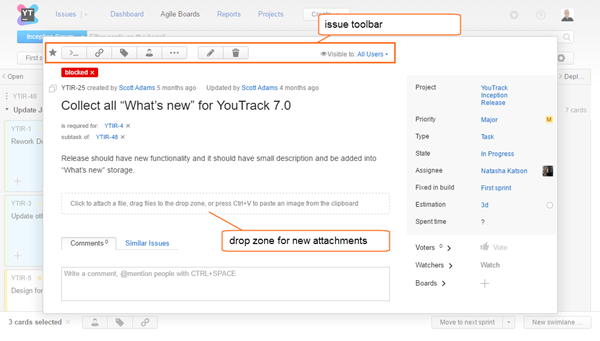 issue toolbar
YT
Issues
Dashboard
Agile Boards
Reports
Projects
Create
First s
>_
Visible to: All Users
blocked ×
YTIR-25 created by Scott Adams 5 months ago Updated by Scott Adams 4 months ago
Collect all “What's new” for YouTrack 7.0
is required for: YTIR-4 ×
subtask of: YTIR-48 ×
Release should have new functionality and it should have small description and be added into
“What's new” storage.
Click to attach a file, drag files to the drop zone, or press Ctrl+V to paste an image from the clipboard
drop zone for new attachments
Comments 0
Similar Issues
Write a comment, @mention people with CTRL+SPACE
Project YouTrack
Inception
Release
Priority Major M
Type Task
State In Progress
Assignee Natasha Katson
Fixed in build First sprint
Estimation 3d
Spent time ?
Voters 0 Vote
Watchers Watch
Boards
Open
YTIR-48
Update J
YTIR-1
Rework D
YTIR-3
Update ot
YTIR-5
Design for
Depl...
7 cards
3 cards selected ×
Move to next sprint
New swimlane ...